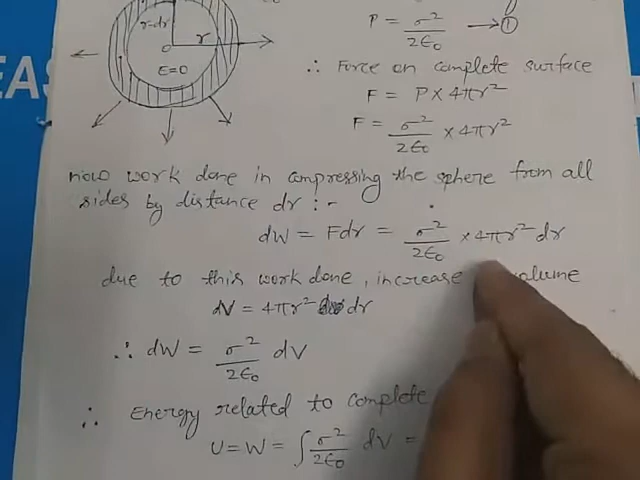 r-dr
r
O
E=0
P = σ²/2ε₀ → ①
∴ Force on complete surface
F = P × 4πr²
F = σ²/2ε₀ × 4πr²
now work done in compressing the sphere from all
sides by distance dr :-
dW = Fdr = σ²/2ε₀ × 4πr² dr
due to this work done, increase volume
dV = 4πr² dr
∴ dW = σ²/2ε₀ dV
∴ Energy related to complete
U = W = ∫ σ²/2ε₀ dV =